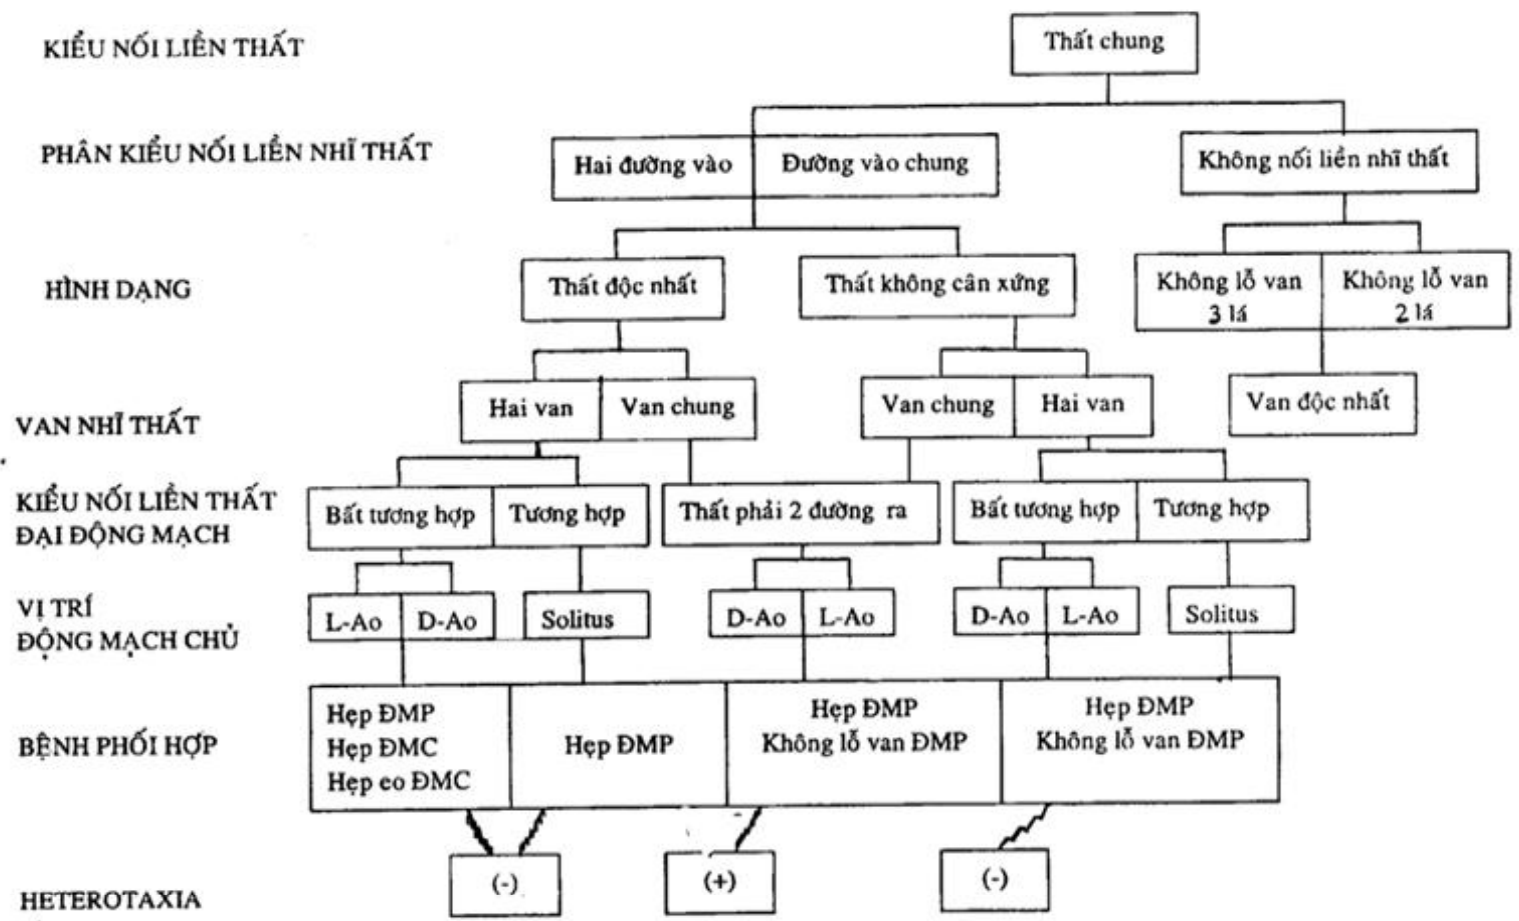 KIỂU NỐI LIỀN THẤT
Thất chung
PHÂN KIỂU NỐI LIỀN NHĨ THẤT
Hai đường vào
Đường vào chung
Không nối liền nhĩ thất
HÌNH DẠNG
Thất độc nhất
Thất không cân xứng
Không lỗ van
3 lá
Không lỗ van
2 lá
VAN NHĨ THẤT
Hai van
Van chung
Van chung
Hai van
Van độc nhất
KIỂU NỐI LIỀN THẤT
ĐẠI ĐỘNG MẠCH
Bất tương hợp
Tương hợp
Thất phải 2 đường ra
Bất tương hợp
Tương hợp
VỊ TRÍ
ĐỘNG MẠCH CHỦ
L-Ao
D-Ao
Solitus
D-Ao
L-Ao
D-Ao
L-Ao
Solitus
BỆNH PHỐI HỢP
Hẹp ĐMP
Hẹp ĐMC
Hẹp eo ĐMC
Hẹp ĐMP
Hẹp ĐMP
Không lỗ van ĐMP
Hẹp ĐMP
Không lỗ van ĐMP
HETEROTAXIA
(-)
(+)
(-)